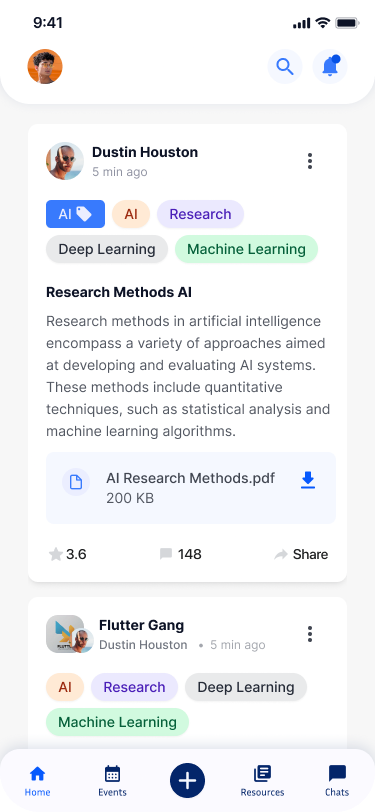 9:41
Dustin Houston
5 min ago
AI
AI
Research
Deep Learning
Machine Learning
Research Methods AI
Research methods in artificial intelligence
encompass a variety of approaches aimed
at developing and evaluating AI systems.
These methods include quantitative
techniques, such as statistical analysis and
machine learning algorithms.
AI Research Methods.pdf
200 KB
3.6
148
Share
Flutter Gang
Dustin Houston • 5 min ago
AI
Research
Deep Learning
Machine Learning
Home
Events
Resources
Chats